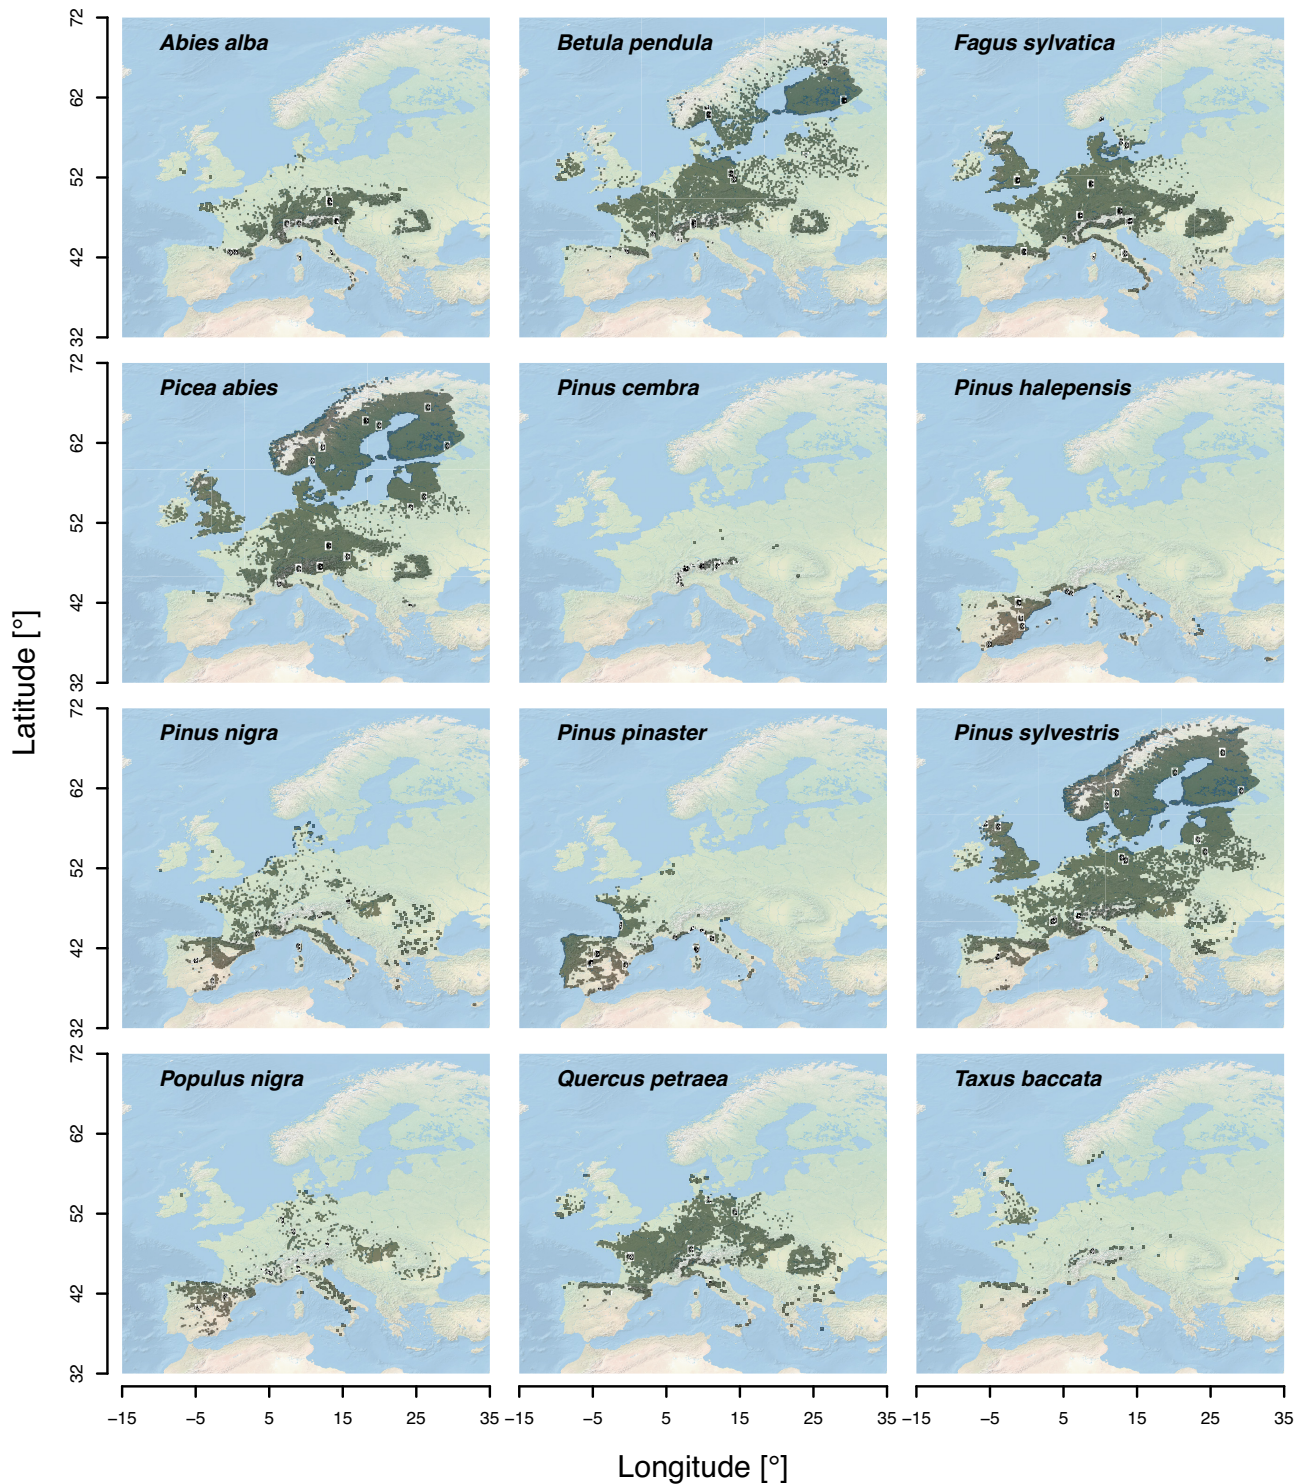 Abies alba
Betula pendula
Fagus sylvatica
72
62
52
42
32
Picea abies
Pinus cembra
Pinus halepensis
72
62
52
42
32
Latitude [°]
Pinus nigra
Pinus pinaster
Pinus sylvestris
72
62
52
42
32
Populus nigra
Quercus petraea
Taxus baccata
72
62
52
42
32
−15 −5 5 15 25 35 −15 −5 5 15 25 35 −15 −5 5 15 25 35
Longitude [°]